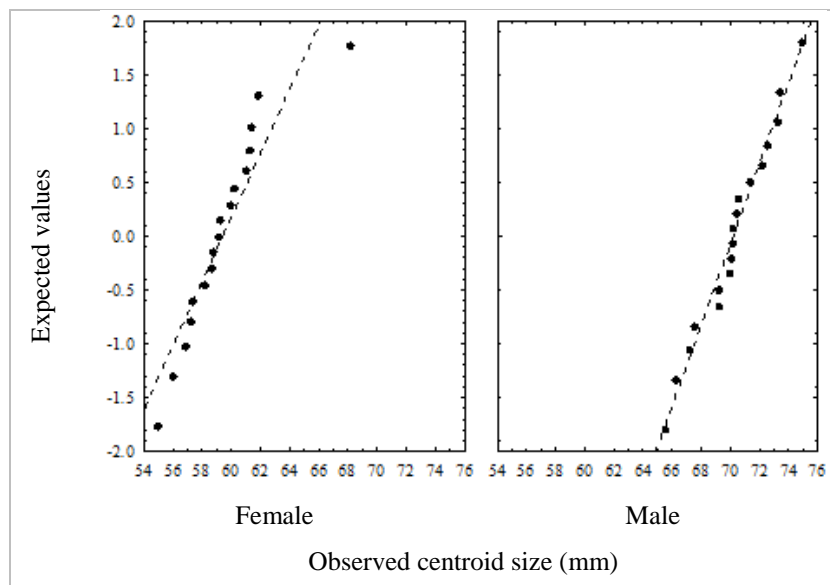 2.0
1.5
1.0
0.5
0.0
-0.5
-1.0
-1.5
-2.0
Expected values
54 56 58 60 62 64 66 68 70 72 74 76 54 56 58 60 62 64 66 68 70 72 74 76
Female Male
Observed centroid size (mm)